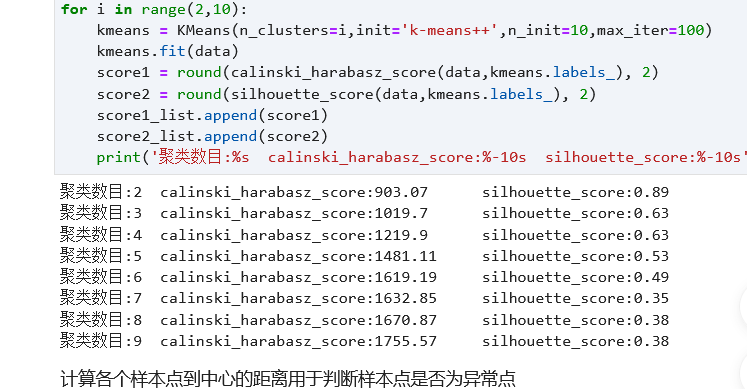 for i in range(2,10):
    kmeans = KMeans(n_clusters=i,init='k-means++',n_init=10,max_iter=100)
    kmeans.fit(data)
    score1 = round(calinski_harabasz_score(data,kmeans.labels_), 2)
    score2 = round(silhouette_score(data,kmeans.labels_), 2)
    score1_list.append(score1)
    score2_list.append(score2)
    print('聚类数目:%s  calinski_harabasz_score:%-10s  silhouette_score:%-10s'
聚类数目:2  calinski_harabasz_score:903.07      silhouette_score:0.89
聚类数目:3  calinski_harabasz_score:1019.7      silhouette_score:0.63
聚类数目:4  calinski_harabasz_score:1219.9      silhouette_score:0.63
聚类数目:5  calinski_harabasz_score:1481.11     silhouette_score:0.53
聚类数目:6  calinski_harabasz_score:1619.19     silhouette_score:0.49
聚类数目:7  calinski_harabasz_score:1632.85     silhouette_score:0.35
聚类数目:8  calinski_harabasz_score:1670.87     silhouette_score:0.38
聚类数目:9  calinski_harabasz_score:1755.57     silhouette_score:0.38
计算各个样本点到中心的距离用于判断样本点是否为异常点